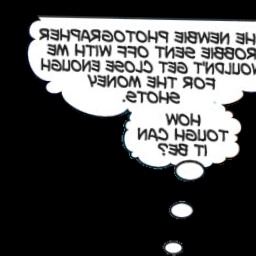 HE NEWBIE PHOTOGRAPHER
ROBBIE SENT OFF WITH ME
OULDN'T GET CLOSE ENOUGH
FOR THE MONEY
SHOTS.
HOW
TOUGH CAN
IT BE?